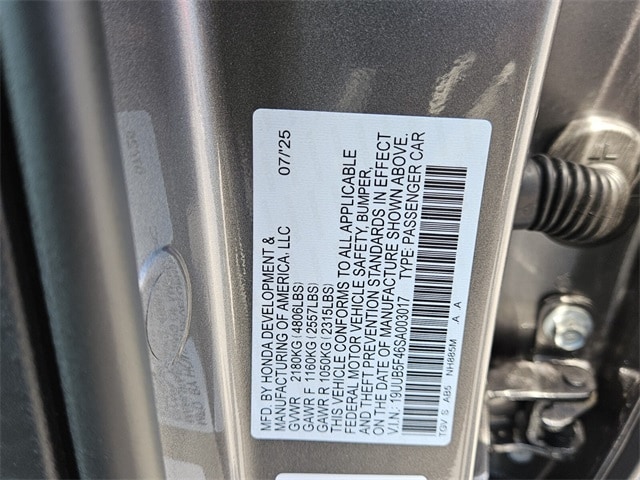 MFD. BY HONDA DEVELOPMENT &
MANUFACTURING OF AMERICA, LLC 07/'25
GVWR 2180KG(4806LBS)
GAWR F 1160KG(2557LBS)
GAWR R 1050KG(2315LBS)
THIS VEHICLE CONFORMS TO ALL APPLICABLE
FEDERAL MOTOR VEHICLE SAFETY, BUMPER,
AND THEFT PREVENTION STANDARDS IN EFFECT
ON THE DATE OF MANUFACTURE SHOWN ABOVE.
V.I.N.: 19UUB5F46SA003017 TYPE: PASSENGER CAR
TGV S AB5 NH885M A A